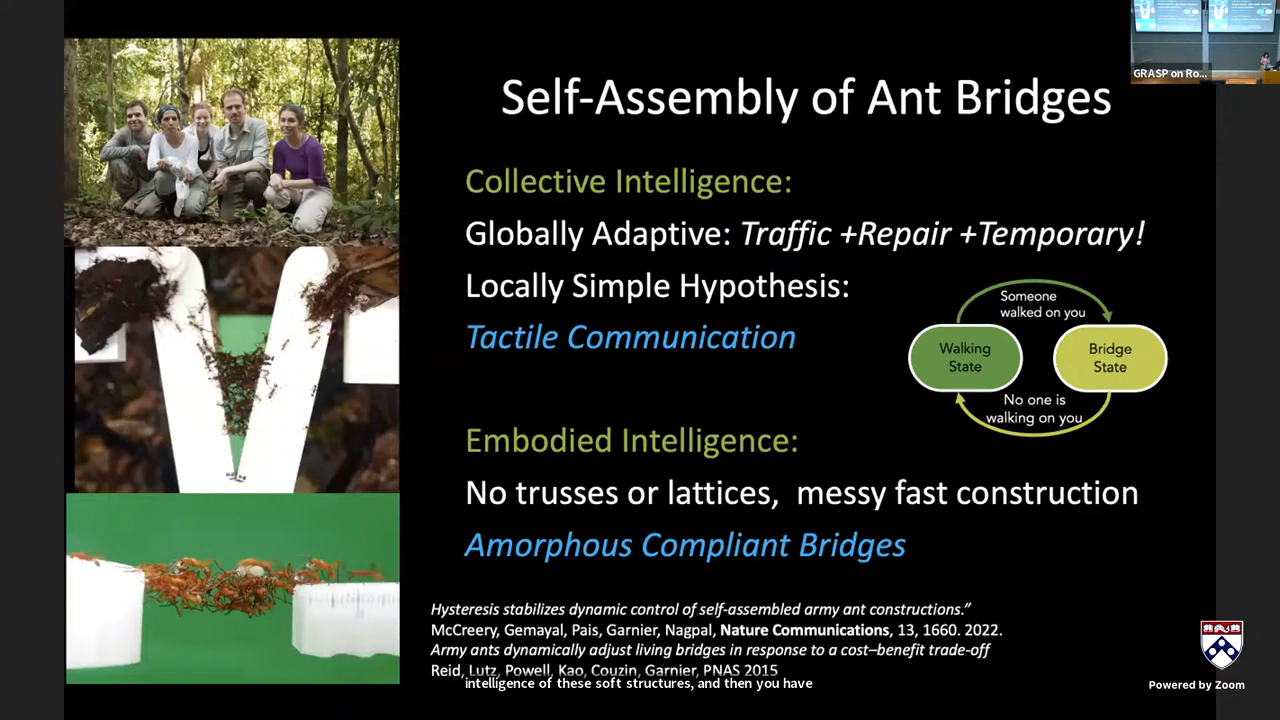 GRASP on Ro...
Self-Assembly of Ant Bridges
Collective Intelligence:
Globally Adaptive: Traffic +Repair +Temporary!
Locally Simple Hypothesis:
Tactile Communication
Someone
walked on you
Walking
State
Bridge
State
No one is
walking on you
Embodied Intelligence:
No trusses or lattices, messy fast construction
Amorphous Compliant Bridges
Hysteresis stabilizes dynamic control of self-assembled army ant constructions.”
McCreery, Gemayal, Pais, Garnier, Nagpal, Nature Communications, 13, 1660. 2022.
Army ants dynamically adjust living bridges in response to a cost–benefit trade-off
Reid, Lutz, Powell, Kao, Couzin, Garnier, PNAS 2015
intelligence of these soft structures, and then you have
Powered by Zoom